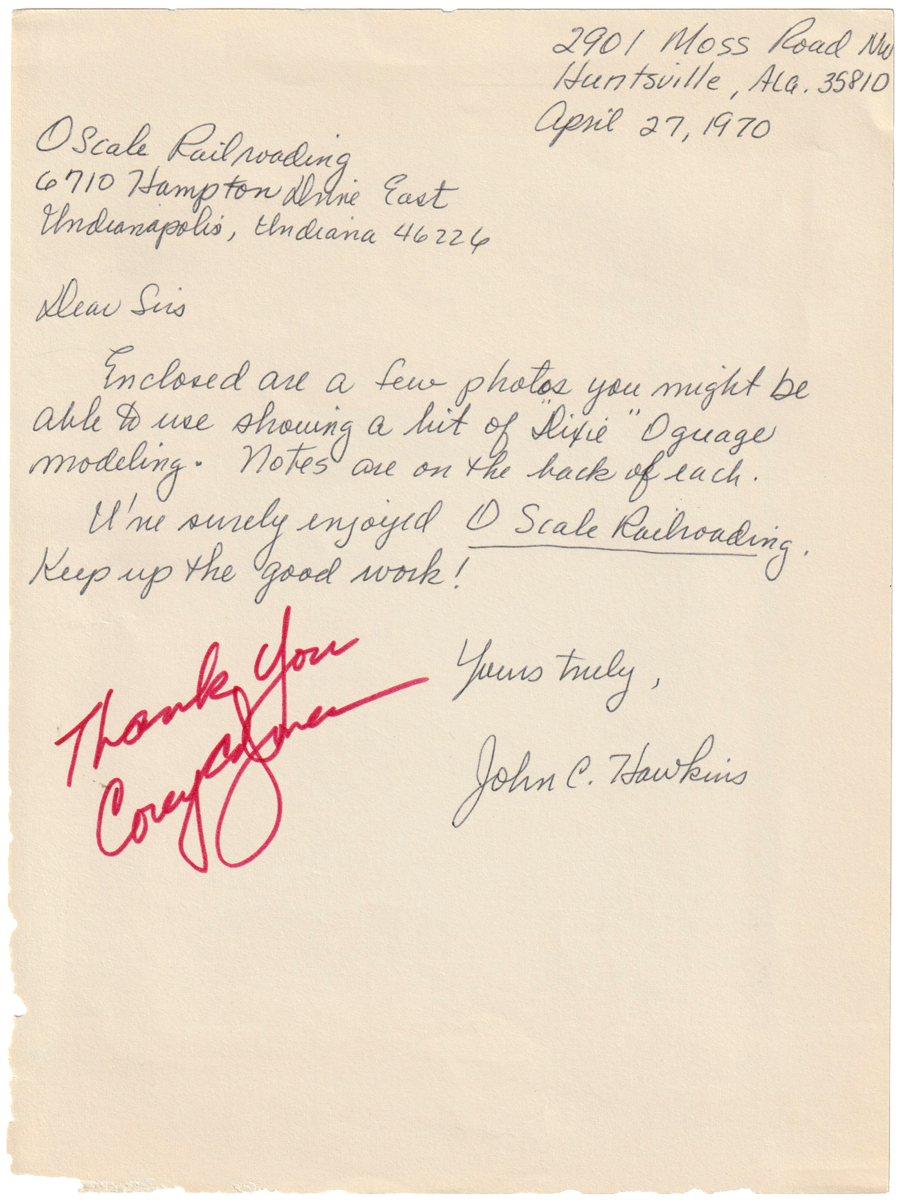 2901 Moss Road NW
Huntsville, Ala. 35810
April 27, 1970
O Scale Railroading
6710 Hampton Drive East
Indianapolis, Indiana 46226
Dear Sirs
Enclosed are a few photos you might be
able to use showing a bit of "Dixie" O guage
modeling. Notes are on the back of each.
I've surely enjoyed O Scale Railroading.
Keep up the good work!
Thank You
Corey
Yours truly,
John C. Hawkins